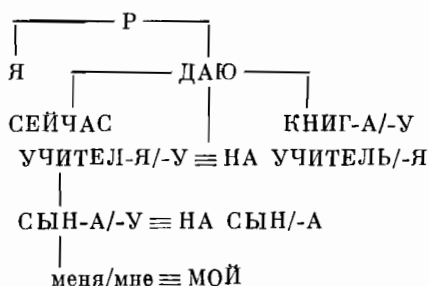 Р
Я ДАЮ
СЕЙЧАС КНИГ-А/-У
УЧИТЕЛ-Я/-У ≡ НА УЧИТЕЛЬ/-Я
СЫН-А/-У ≡ НА СЫН/-А
меня/мне ≡ МОЙ